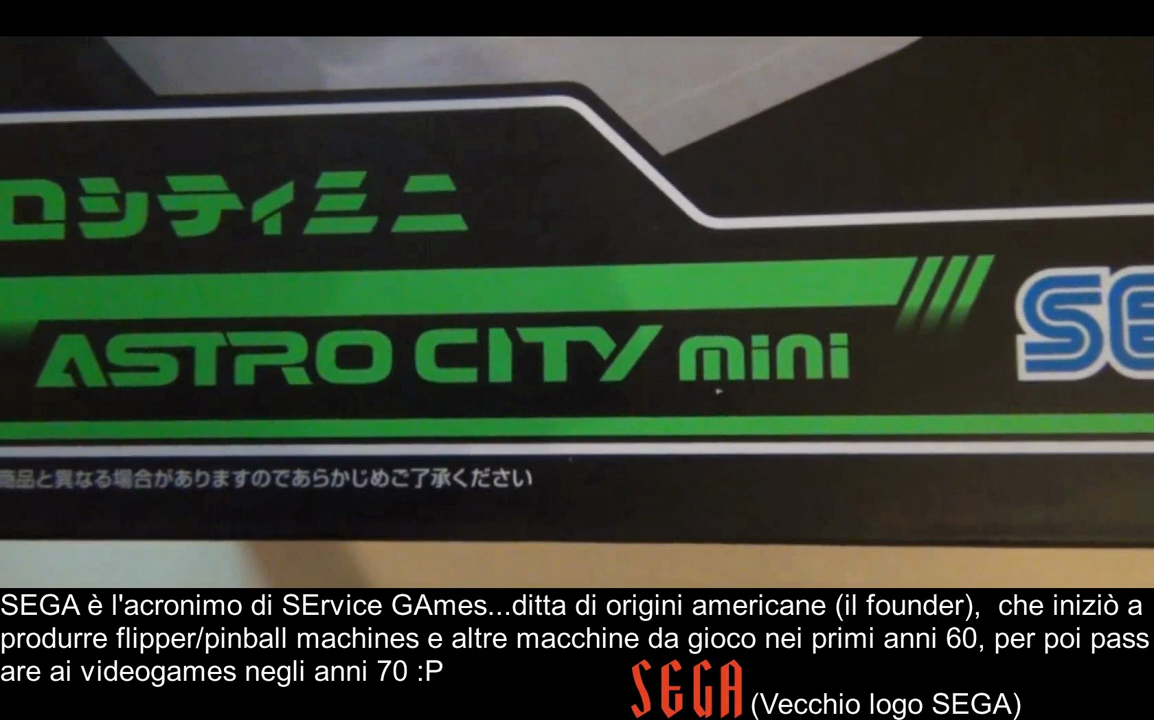 ロシティミニ
ASTRO CITY mini
SE
商品と異なる場合がありますのであらかじめご了承ください
SEGA è l'acronimo di SErvice GAmes...ditta di origini americane (il founder),  che iniziò a
produrre flipper/pinball machines e altre macchine da gioco nei primi anni 60, per poi pass
are ai videogames negli anni 70 :P
SEGA (Vecchio logo SEGA)